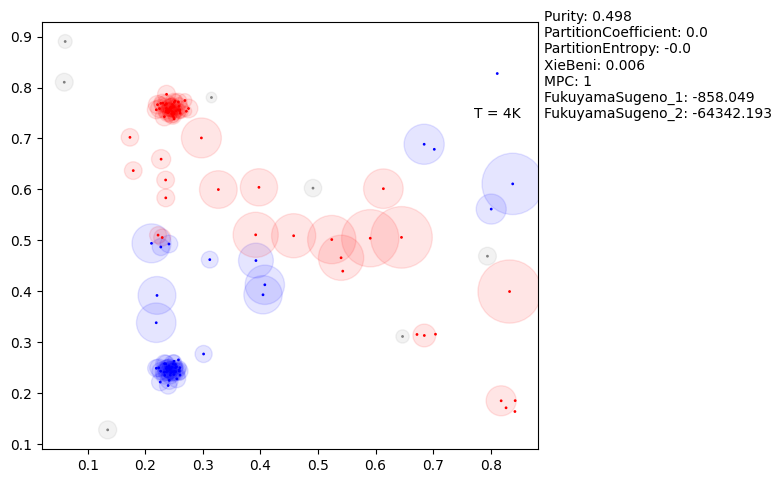 Purity: 0.498
PartitionCoefficient: 0.0
PartitionEntropy: -0.0
XieBeni: 0.006
MPC: 1
FukuyamaSugeno_1: -858.049
FukuyamaSugeno_2: -64342.193
T = 4K
0.9
0.8
0.7
0.6
0.5
0.4
0.3
0.2
0.1
0.1 0.2 0.3 0.4 0.5 0.6 0.7 0.8